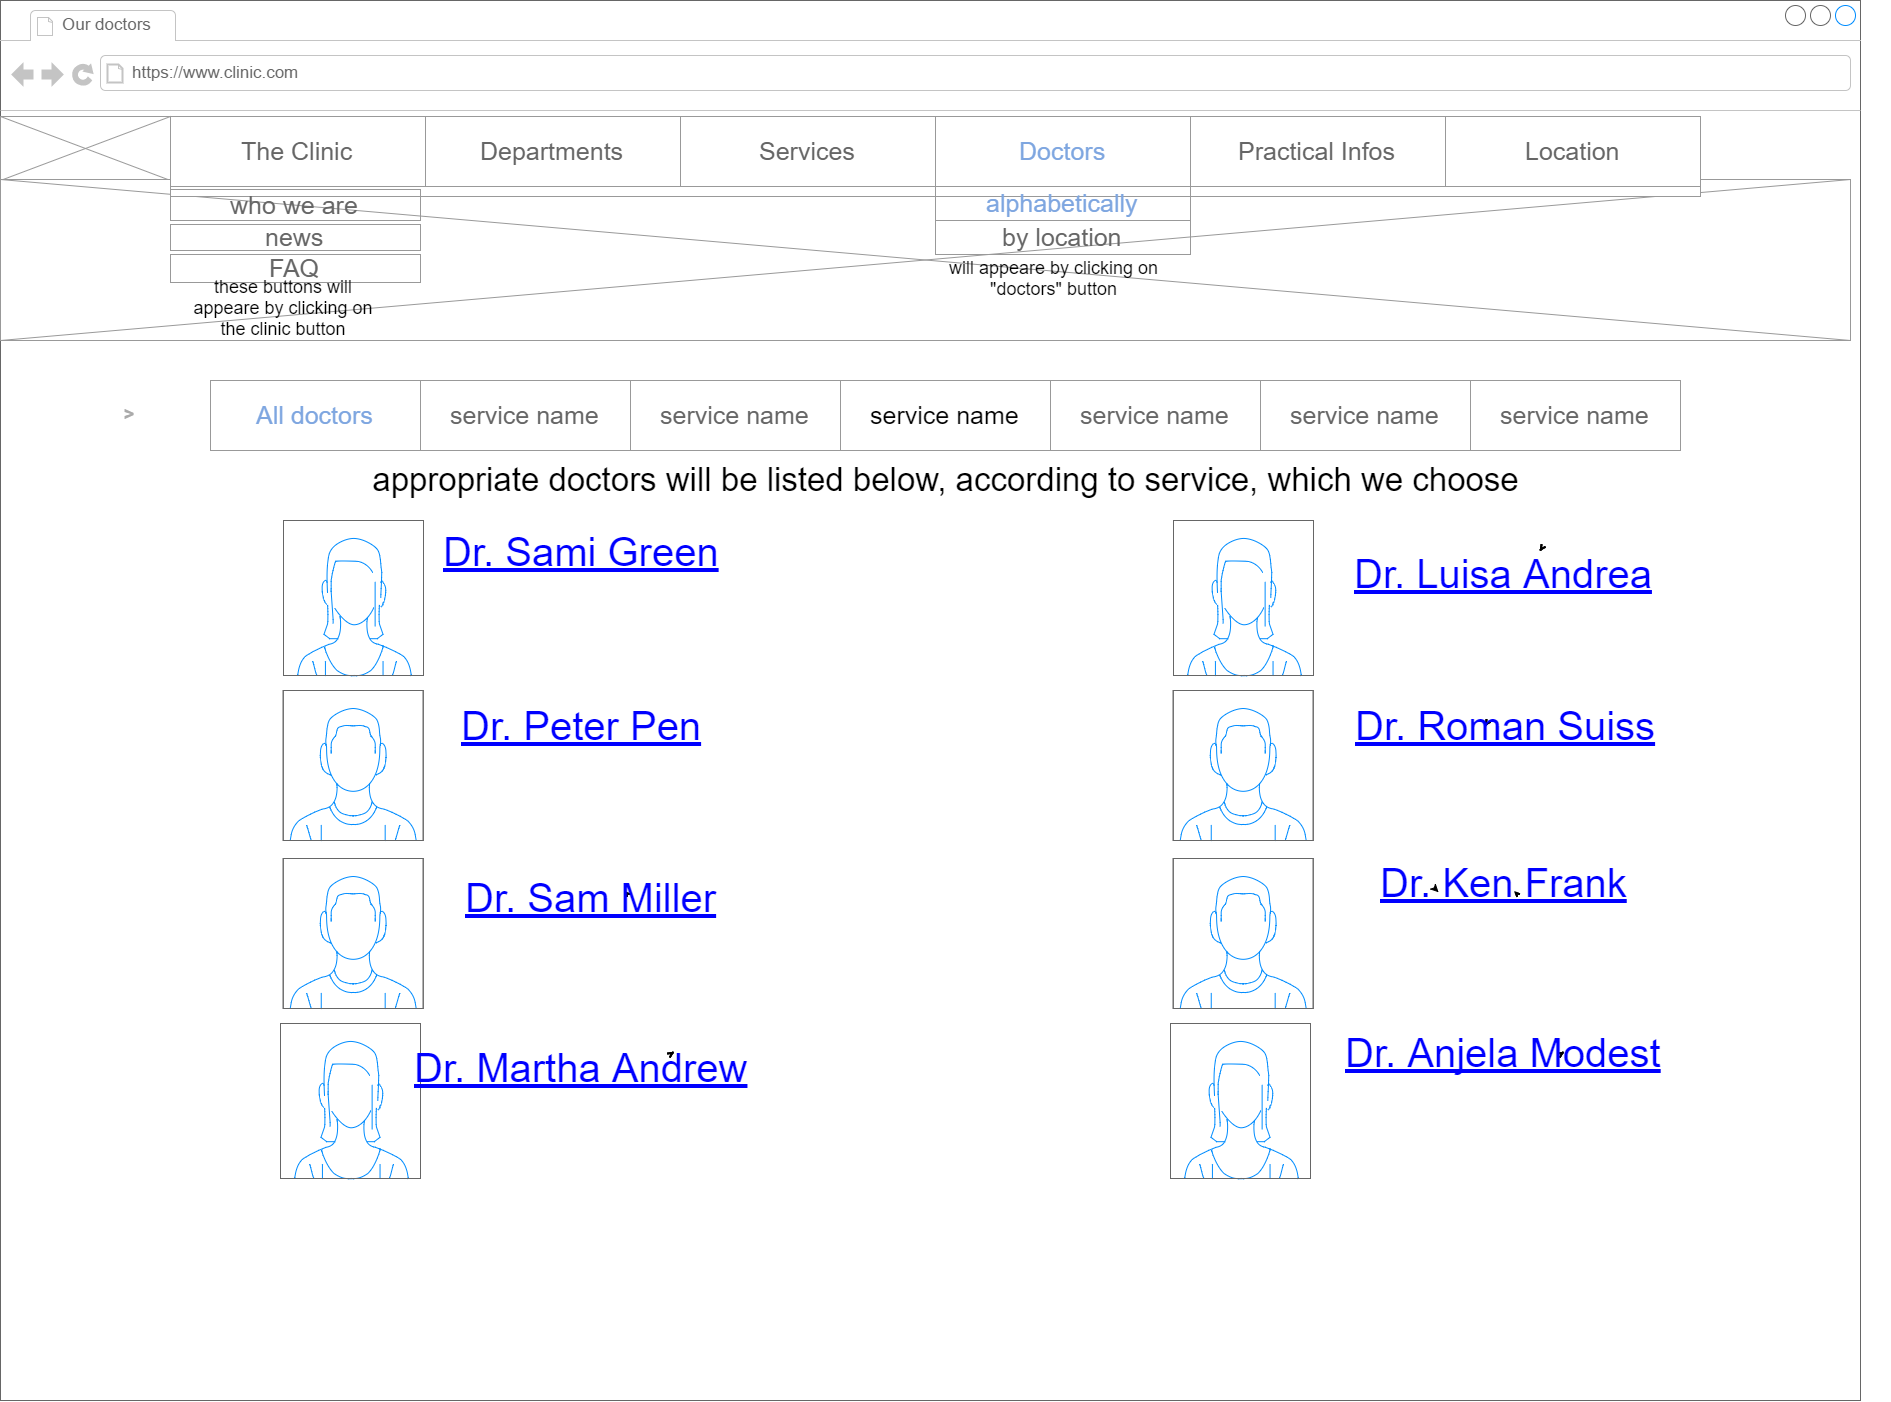 Our doctors
https://www.clinic.com
The Clinic
Departments
Services
Doctors
Practical Infos
Location
who we are
news
FAQ
these buttons will
appeare by clicking on
the clinic button
alphabetically
by location
will appeare by clicking on
"doctors" button
>
All doctors
service name
service name
service name
service name
service name
service name
appropriate doctors will be listed below, according to service, which we choose
Dr. Sami Green
Dr. Luisa Andrea
Dr. Peter Pen
Dr. Roman Suiss
Dr. Sam Miller
Dr. Ken Frank
Dr. Martha Andrew
Dr. Anjela Modest